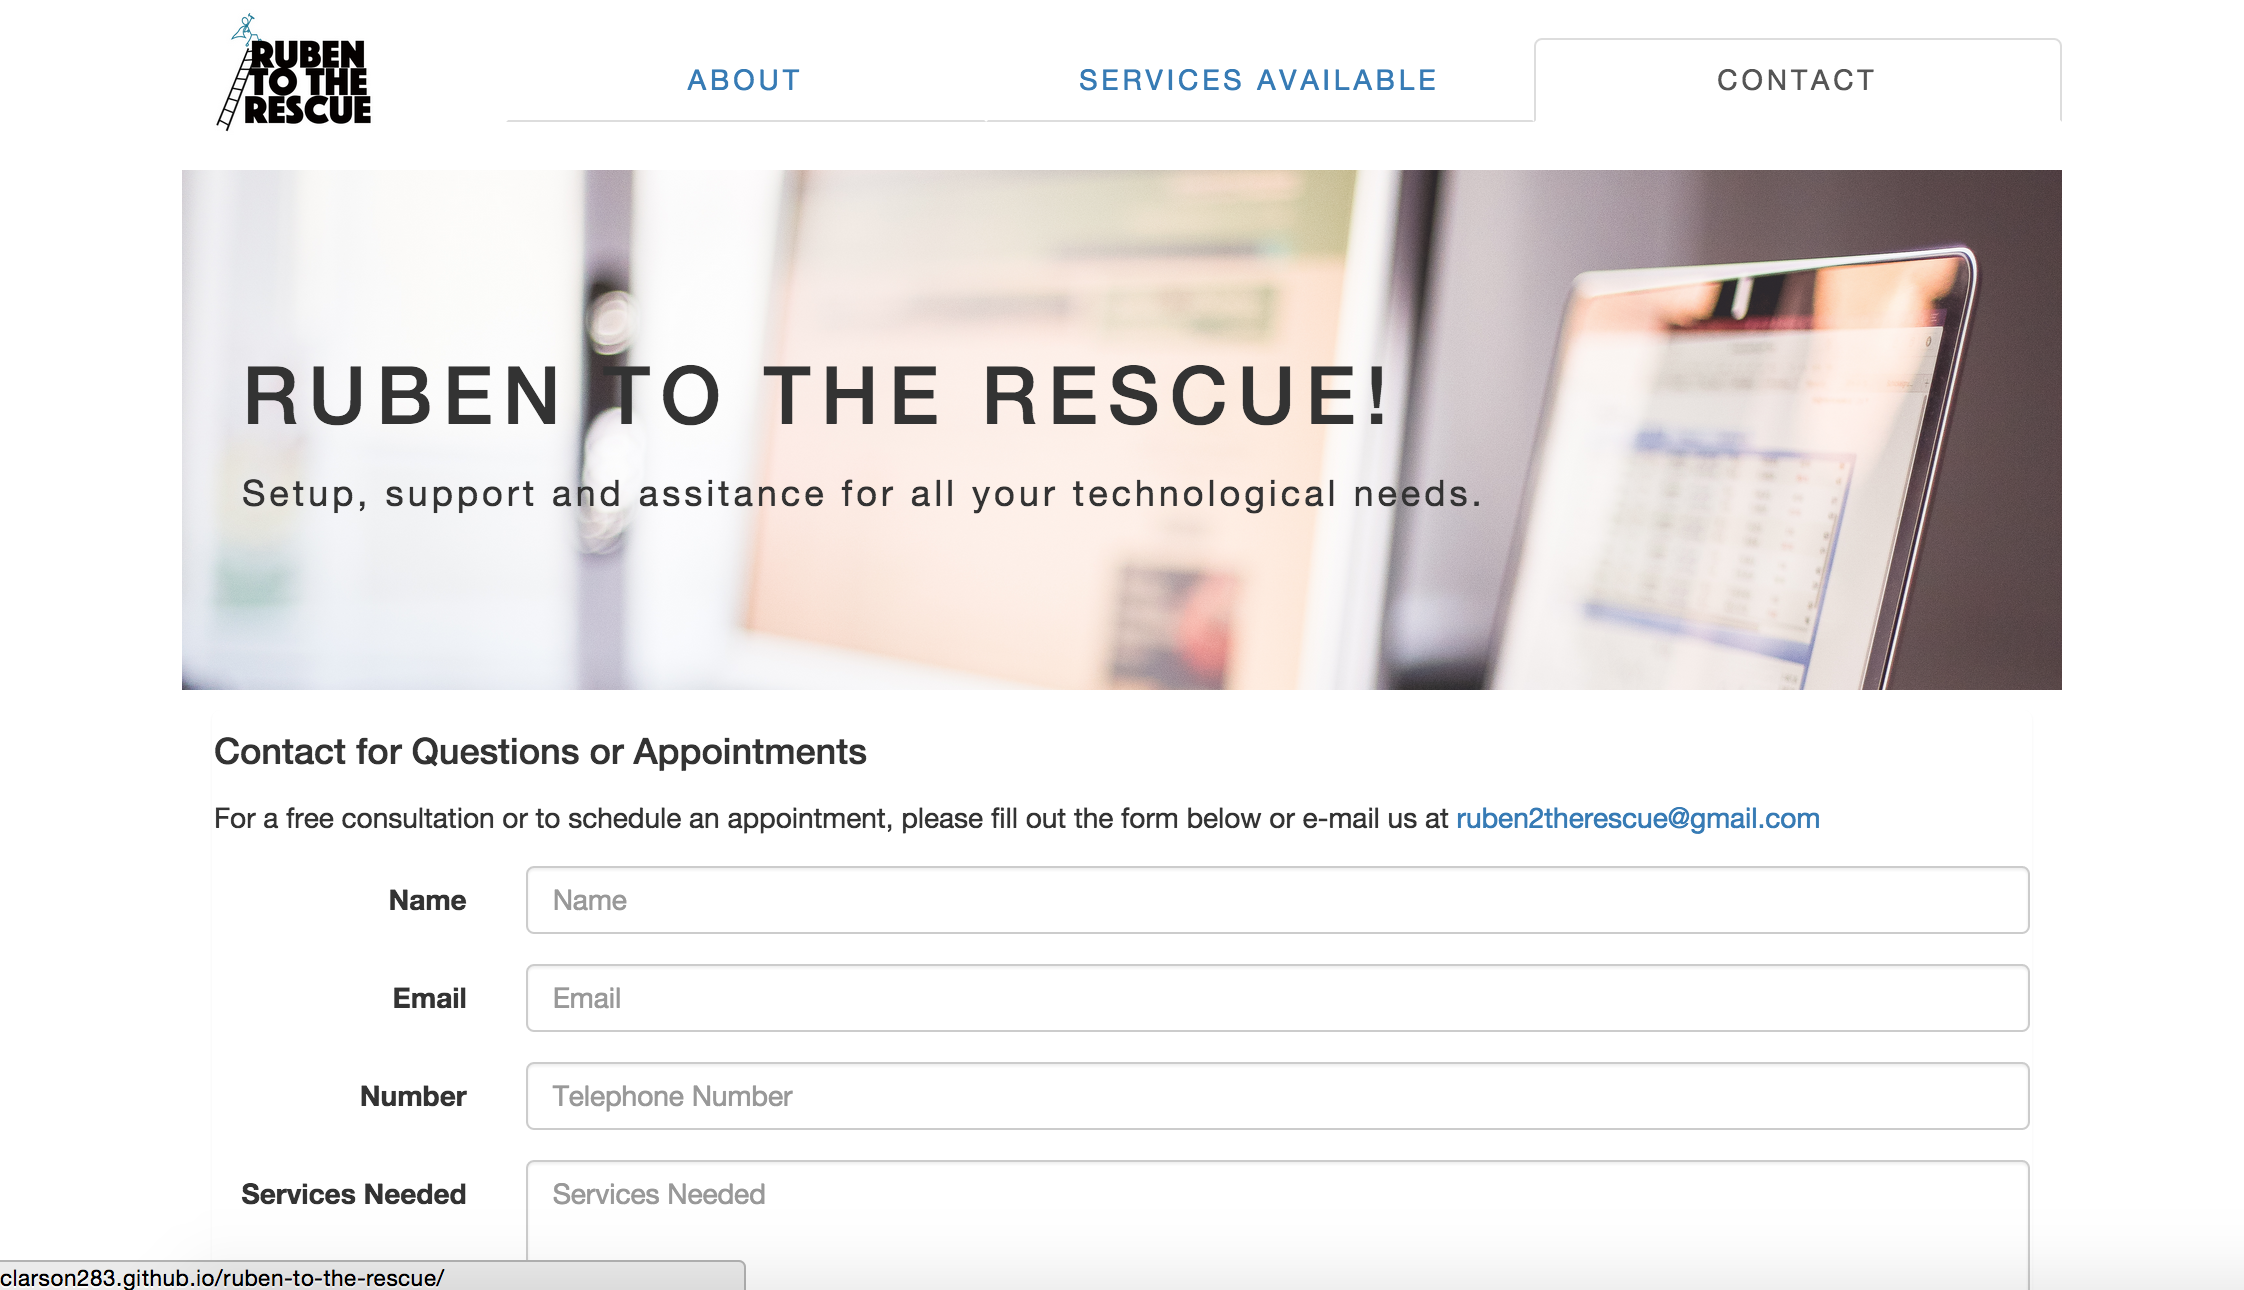 RUBEN
TO THE
RESCUE
ABOUT
SERVICES AVAILABLE
CONTACT
RUBEN TO THE RESCUE!
Setup, support and assitance for all your technological needs.
Contact for Questions or Appointments
For a free consultation or to schedule an appointment, please fill out the form below or e-mail us at ruben2therescue@gmail.com
Name
Name
Email
Email
Number
Telephone Number
Services Needed
Services Needed
clarson283.github.io/ruben-to-the-rescue/